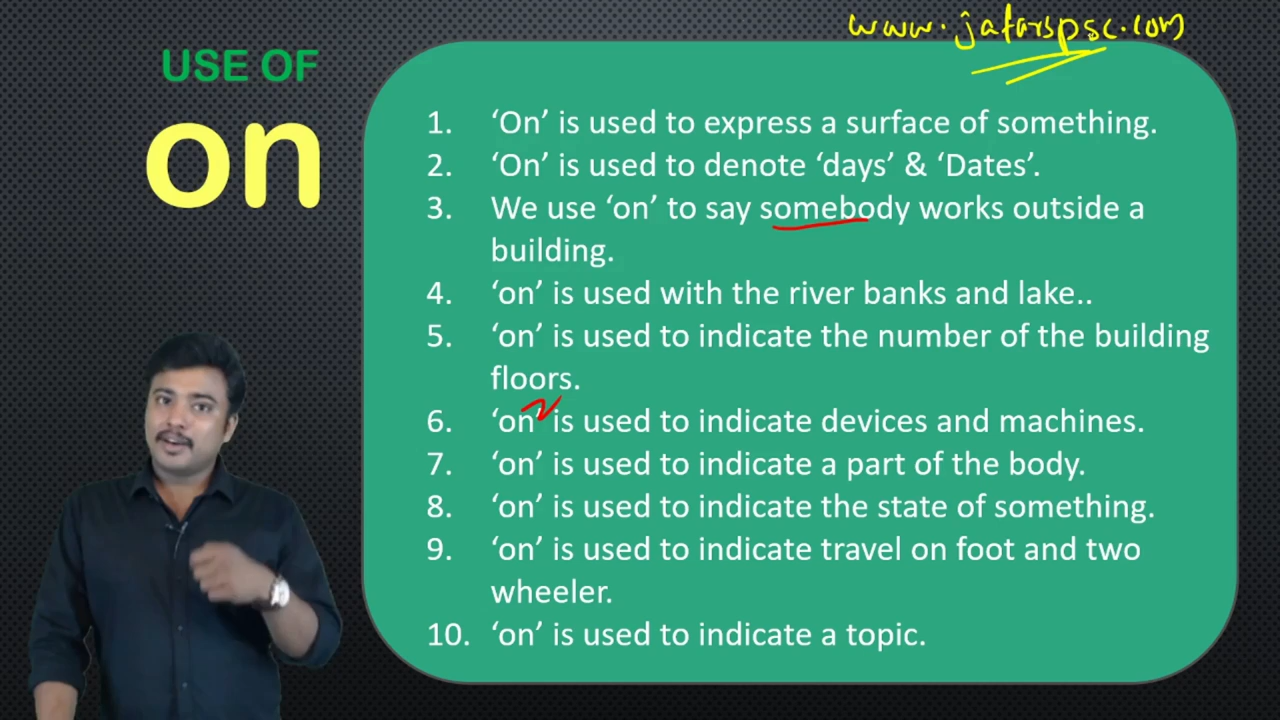 www.jafarspsc.com
USE OF
on
1. ‘On’ is used to express a surface of something.
2. ‘On’ is used to denote ‘days’ & ‘Dates’.
3. We use ‘on’ to say somebody works outside a
building.
4. ‘on’ is used with the river banks and lake..
5. ‘on’ is used to indicate the number of the building
floors.
6. ‘on’ is used to indicate devices and machines.
7. ‘on’ is used to indicate a part of the body.
8. ‘on’ is used to indicate the state of something.
9. ‘on’ is used to indicate travel on foot and two
wheeler.
10. ‘on’ is used to indicate a topic.